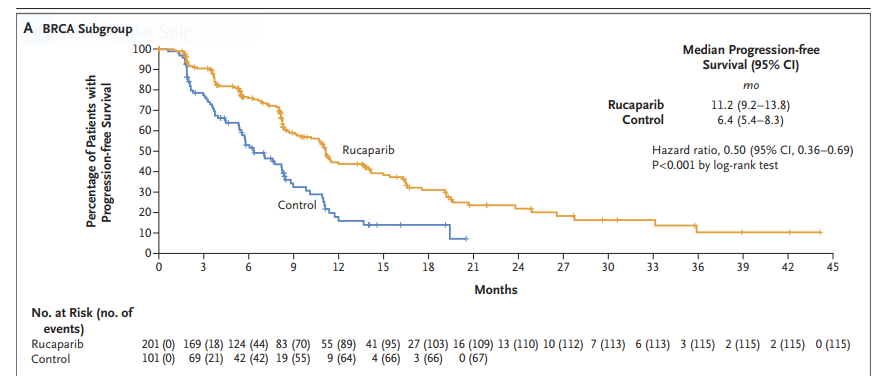 A BRCA Subgroup
Percentage of Patients with
Progression-free Survival
100
90
80
70
60
50
40
30
20
10
0
Rucaparib
Control
Median Progression-free
Survival (95% CI)
mo
Rucaparib 11.2 (9.2–13.8)
Control 6.4 (5.4–8.3)
Hazard ratio, 0.50 (95% CI, 0.36–0.69)
P<0.001 by log-rank test
0 3 6 9 12 15 18 21 24 27 30 33 36 39 42 45
Months
No. at Risk (no. of
events)
Rucaparib 201 (0) 169 (18) 124 (44) 83 (70) 55 (89) 41 (95) 27 (103) 16 (109) 13 (110) 10 (112) 7 (113) 6 (113) 3 (115) 2 (115) 2 (115) 0 (115)
Control 101 (0) 69 (21) 42 (42) 19 (55) 9 (64) 4 (66) 3 (66) 0 (67)